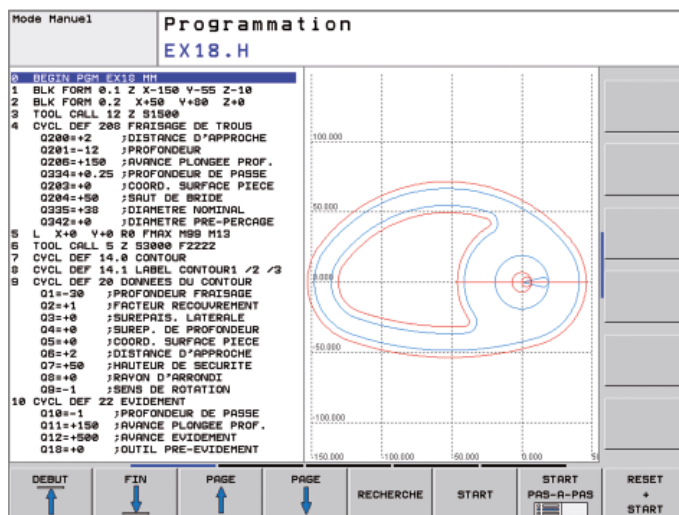 Mode Manuel
Programmation
EX18.H
0 BEGIN PGM EX18 MM
1 BLK FORM 0.1 Z X-150 Y-55 Z-10
2 BLK FORM 0.2 X+50 Y+80 Z+0
3 TOOL CALL 12 Z S1500
4 CYCL DEF 208 FRAISAGE DE TROUS
Q200=+2 ;DISTANCE D'APPROCHE
Q201=-12 ;PROFONDEUR
Q206=+150 ;AVANCE PLONGEE PROF.
Q334=+0.25 ;PROFONDEUR DE PASSE
Q203=+0 ;COORD. SURFACE PIECE
Q204=+50 ;SAUT DE BRIDE
Q335=+38 ;DIAMETRE NOMINAL
Q342=+0 ;DIAMETRE PRE-PERCAGE
5 L X+0 Y+0 R0 FMAX M99 M13
6 TOOL CALL 5 Z S3000 F2222
7 CYCL DEF 14.0 CONTOUR
8 CYCL DEF 14.1 LABEL CONTOUR1 /2 /3
9 CYCL DEF 20 DONNEES DU CONTOUR
Q1=-30 ;PROFONDEUR FRAISAGE
Q2=+1 ;FACTEUR RECOUVREMENT
Q3=+0 ;SUREPAIS. LATERALE
Q4=+0 ;SUREP. DE PROFONDEUR
Q5=+0 ;COORD. SURFACE PIECE
Q6=+2 ;DISTANCE D'APPROCHE
Q7=+50 ;HAUTEUR DE SECURITE
Q8=+0 ;RAYON D'ARRONDI
Q9=-1 ;SENS DE ROTATION
10 CYCL DEF 22 EVIDEMENT
Q10=-1 ;PROFONDEUR DE PASSE
Q11=+150 ;AVANCE PLONGEE PROF.
Q12=+500 ;AVANCE EVIDEMENT
Q18=+0 ;OUTIL PRE-EVIDEMENT
100.000
50.000
0.000
-50.000
-100.000
-150.000 -100.000 -50.000 0.000
DEBUT
FIN
PAGE
PAGE
RECHERCHE
START
START
PAS-A-PAS
RESET
+
START